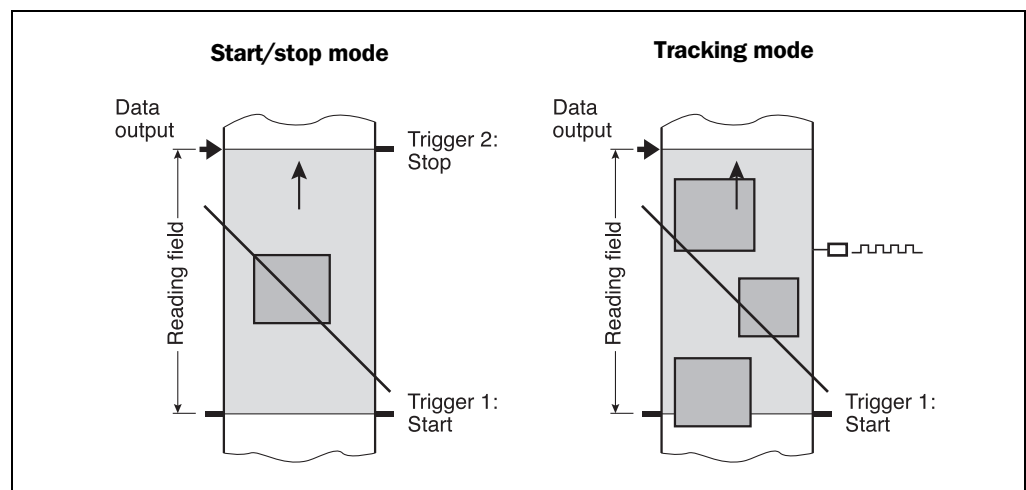 Start/stop mode
Data
output
Trigger 2:
Stop
Reading field
Trigger 1:
Start
Tracking mode
Data
output
Reading field
Trigger 1:
Start